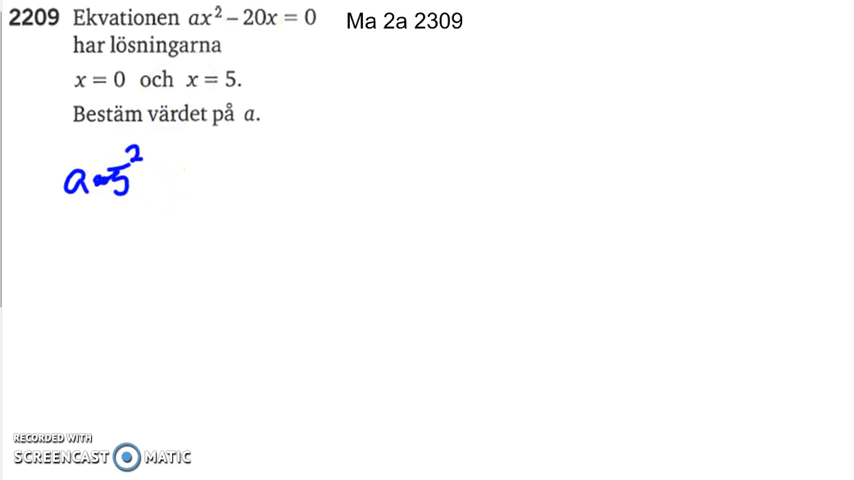 2209 Ekvationen ax² – 20x = 0 Ma 2a 2309
har lösningarna
x = 0 och x = 5.
Bestäm värdet på a.
a·5²
RECORDED WITH
SCREENCAST MATIC